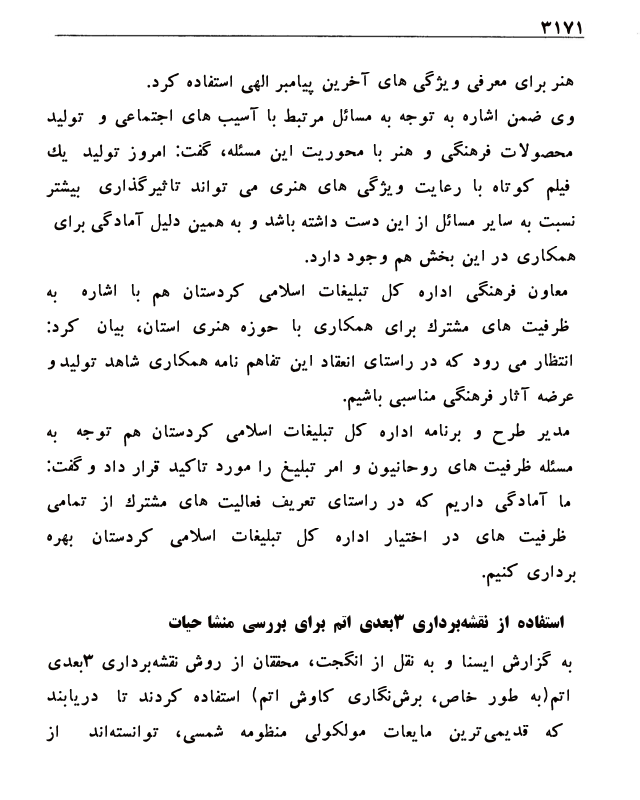 ۳۱۷۱
هنر برای معرفی ویژگی های آخرین پیامبر الهی استفاده کرد.
وی ضمن اشاره به توجه به مسائل مرتبط با آسیب های اجتماعی و تولید
محصولات فرهنگی و هنر با محوریت این مسئله، گفت: امروز تولید یك
فیلم کوتاه با رعایت ویژگی های هنری می تواند تاثیرگذاری بیشتر
نسبت به سایر مسائل از این دست داشته باشد و به همین دلیل آمادگی برای
همکاری در این بخش هم وجود دارد.
معاون فرهنگی اداره کل تبلیغات اسلامی کردستان هم با اشاره به
ظرفیت های مشترك برای همکاری با حوزه هنری استان، بیان کرد:
انتظار می رود که در راستای انعقاد این تفاهم نامه همکاری شاهد تولید و
عرضه آثار فرهنگی مناسبی باشیم.
مدیر طرح و برنامه اداره کل تبلیغات اسلامی کردستان هم توجه به
مسئله ظرفیت های روحانیون و امر تبلیغ را مورد تاکید قرار داد و گفت:
ما آمادگی داریم که در راستای تعریف فعالیت های مشترك از تمامی
ظرفیت های در اختیار اداره کل تبلیغات اسلامی کردستان بهره
برداری کنیم.
استفاده از نقشه‌برداری ۳بعدی اتم برای بررسی منشا حیات
به گزارش ایسنا و به نقل از انگجت، محققان از روش نقشه‌برداری ۳بعدی
اتم(به طور خاص، برش‌نگاری کاوش اتم) استفاده کردند تا دریابند
که قدیمی‌ترین مایعات مولکولی منظومه شمسی، توانسته‌اند از